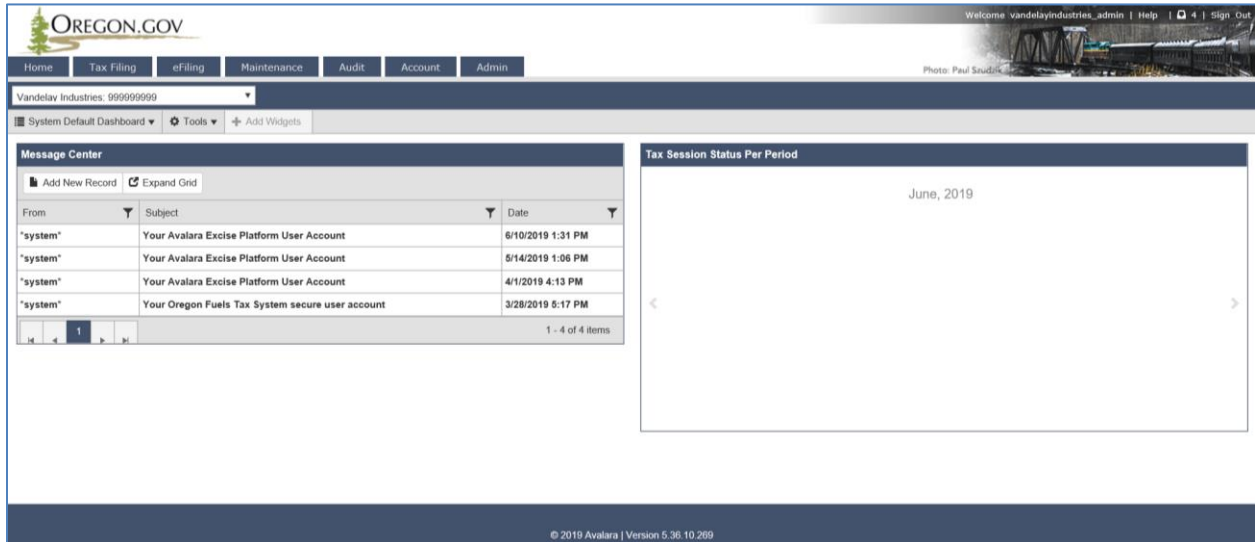 OREGON.GOV
Welcome vandelayindustries_admin | Help | 4 | Sign Out
Home Tax Filing eFiling Maintenance Audit Account Admin
Photo: Paul
Vandelay Industries: 999999999
System Default Dashboard Tools Add Widgets
Message Center
Add New Record Expand Grid
From Subject Date
*system* Your Avalara Excise Platform User Account 6/10/2019 1:31 PM
*system* Your Avalara Excise Platform User Account 5/14/2019 1:06 PM
*system* Your Avalara Excise Platform User Account 4/1/2019 4:13 PM
*system* Your Oregon Fuels Tax System secure user account 3/28/2019 5:17 PM
1
1 - 4 of 4 items
Tax Session Status Per Period
June, 2019
© 2019 Avalara | Version 5.36.10.269